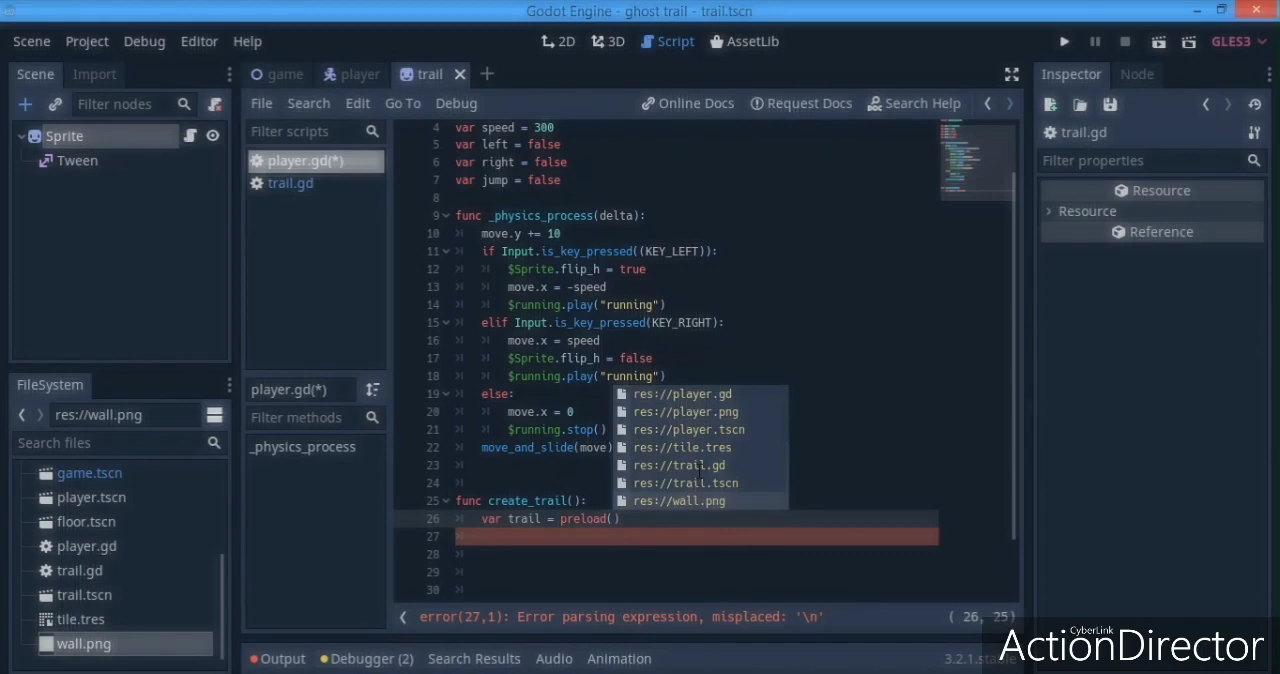 Godot Engine - ghost trail - trail.tscn
Scene Project Debug Editor Help
2D 3D Script AssetLib
GLES3
Scene Import
game player trail
Inspector Node
Filter nodes
File Search Edit Go To Debug
Online Docs Request Docs Search Help
trail.gd
Filter properties
Resource
Resource
Reference
Sprite
Tween
Filter scripts
player.gd(*)
trail.gd
player.gd(*)
Filter methods
_physics_process
4 var speed = 300
5 var left = false
6 var right = false
7 var jump = false
8
9 func _physics_process(delta):
10 move.y += 10
11 if Input.is_key_pressed((KEY_LEFT)):
12 $Sprite.flip_h = true
13 move.x = -speed
14 $running.play("running")
15 elif Input.is_key_pressed(KEY_RIGHT):
16 move.x = speed
17 $Sprite.flip_h = false
18 $running.play("running")
19 else:
20 move.x = 0
21 $running.stop()
22 move_and_slide(move)
23
24
25 func create_trail():
26 var trail = preload()
27
28
29
30
res://player.gd
res://player.png
res://player.tscn
res://tile.tres
res://trail.gd
res://trail.tscn
res://wall.png
error(27,1): Error parsing expression, misplaced: '\n'
( 26, 25)
FileSystem
res://wall.png
Search files
game.tscn
player.tscn
floor.tscn
player.gd
trail.gd
trail.tscn
tile.tres
wall.png
Output Debugger (2) Search Results Audio Animation
3.2.1.stable
CyberLink
ActionDirector